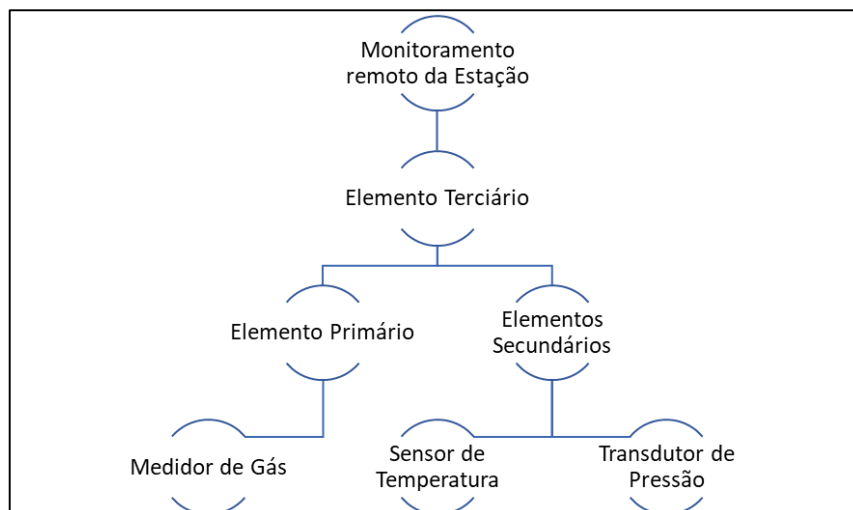 Monitoramento
remoto da Estação
Elemento Terciário
Elemento Primário
Elementos
Secundários
Medidor de Gás
Sensor de
Temperatura
Transdutor de
Pressão